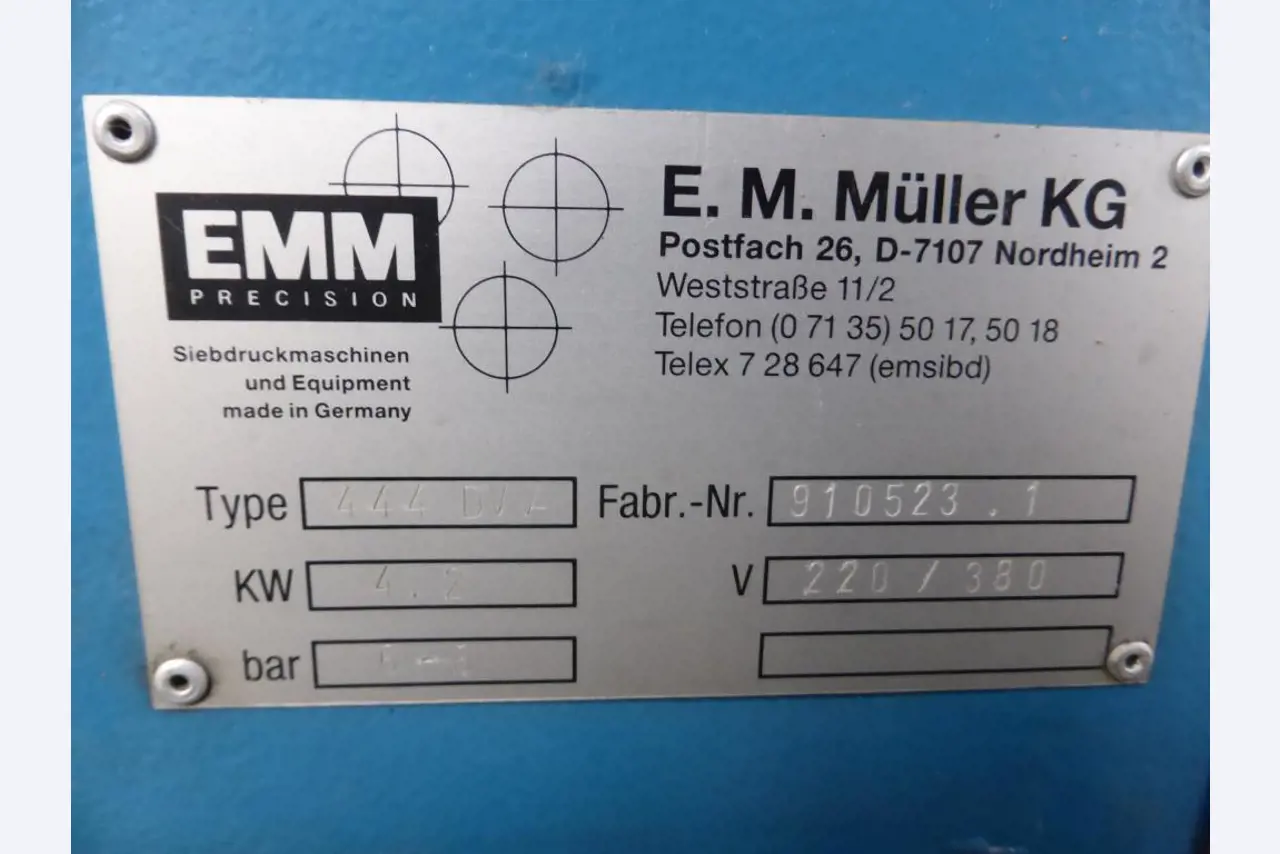 EMM
PRECISION
Siebdruckmaschinen
und Equipment
made in Germany
E. M. Müller KG
Postfach 26, D-7107 Nordheim 2
Weststraße 11/2
Telefon (0 71 35) 50 17, 50 18
Telex 7 28 647 (emsibd)
Type 444
Fabr.-Nr. 910523.1
KW 4.2
V 220 / 380
bar